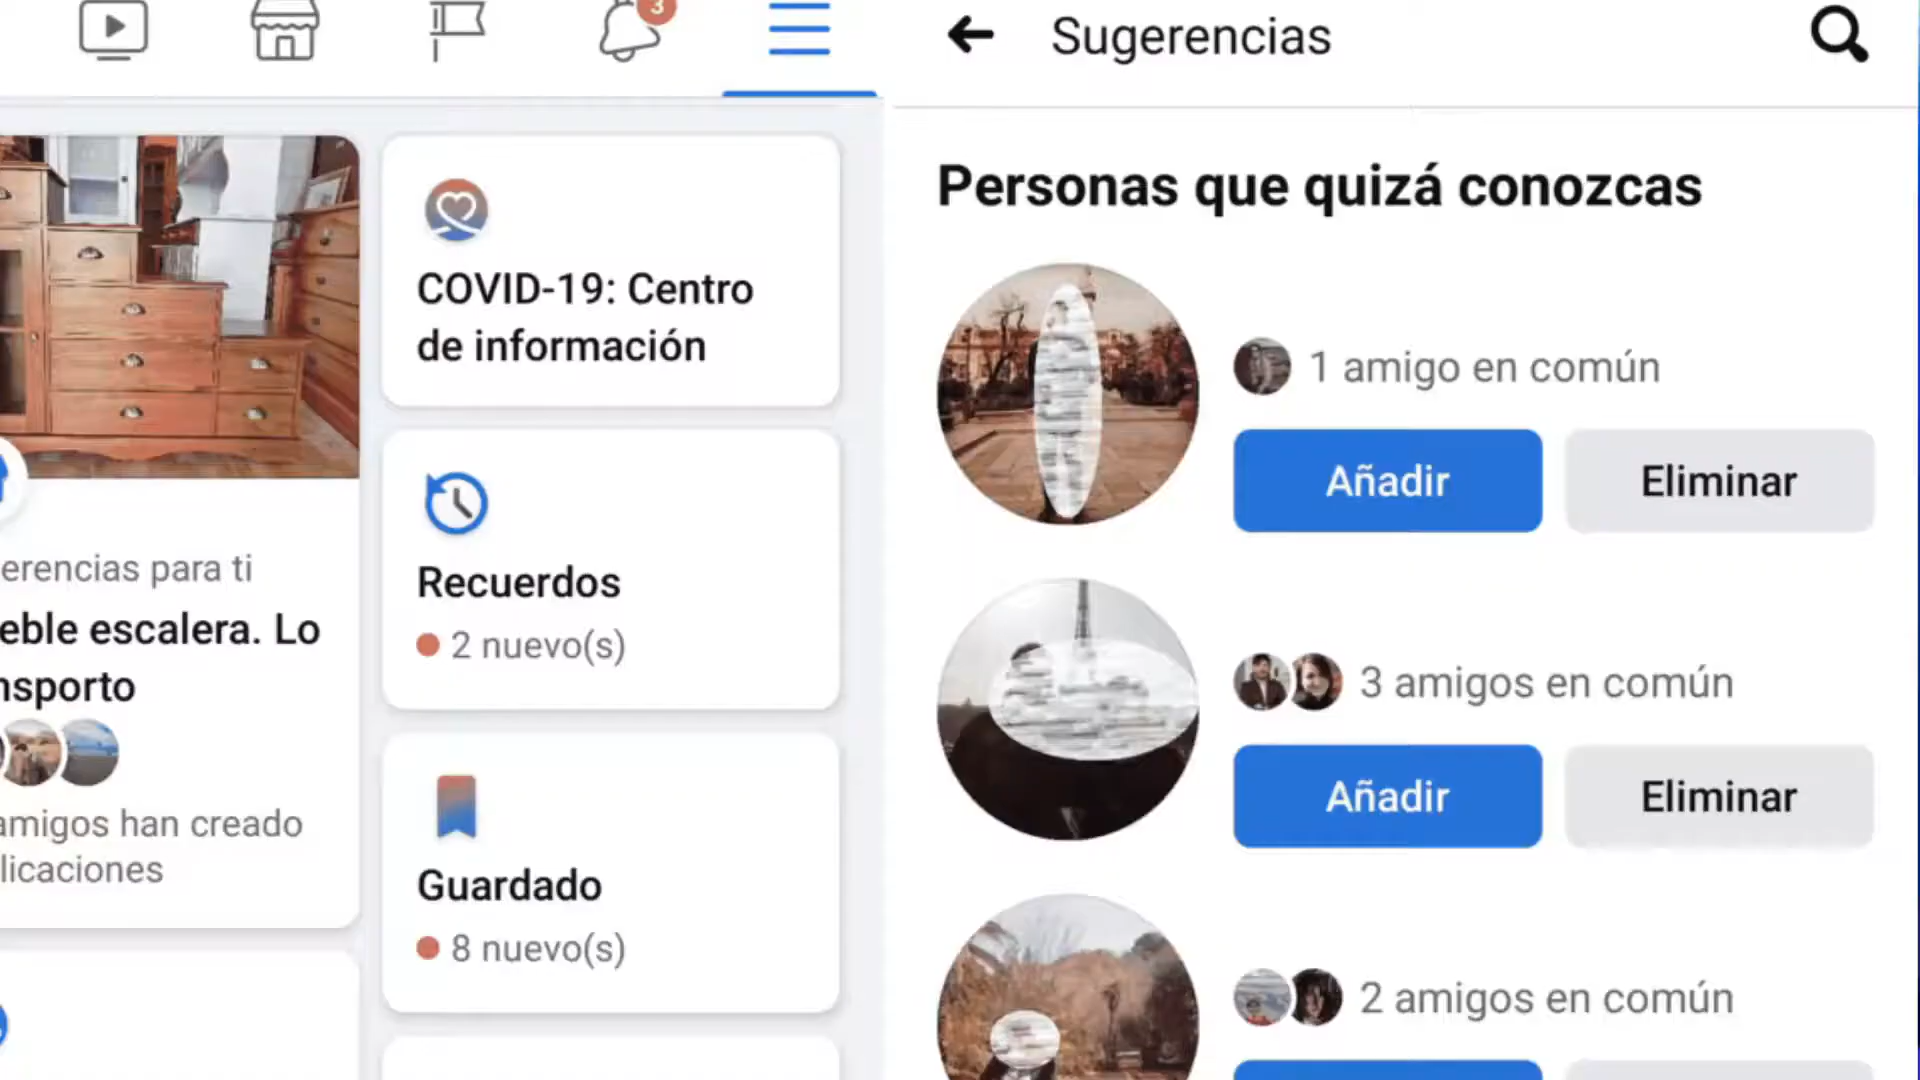 3
erencias para ti
eble escalera. Lo
nsporto
amigos han creado
licaciones
COVID-19: Centro
de información
Recuerdos
2 nuevo(s)
Guardado
8 nuevo(s)
Sugerencias
Personas que quizá conozcas
1 amigo en común
Añadir Eliminar
3 amigos en común
Añadir Eliminar
2 amigos en común